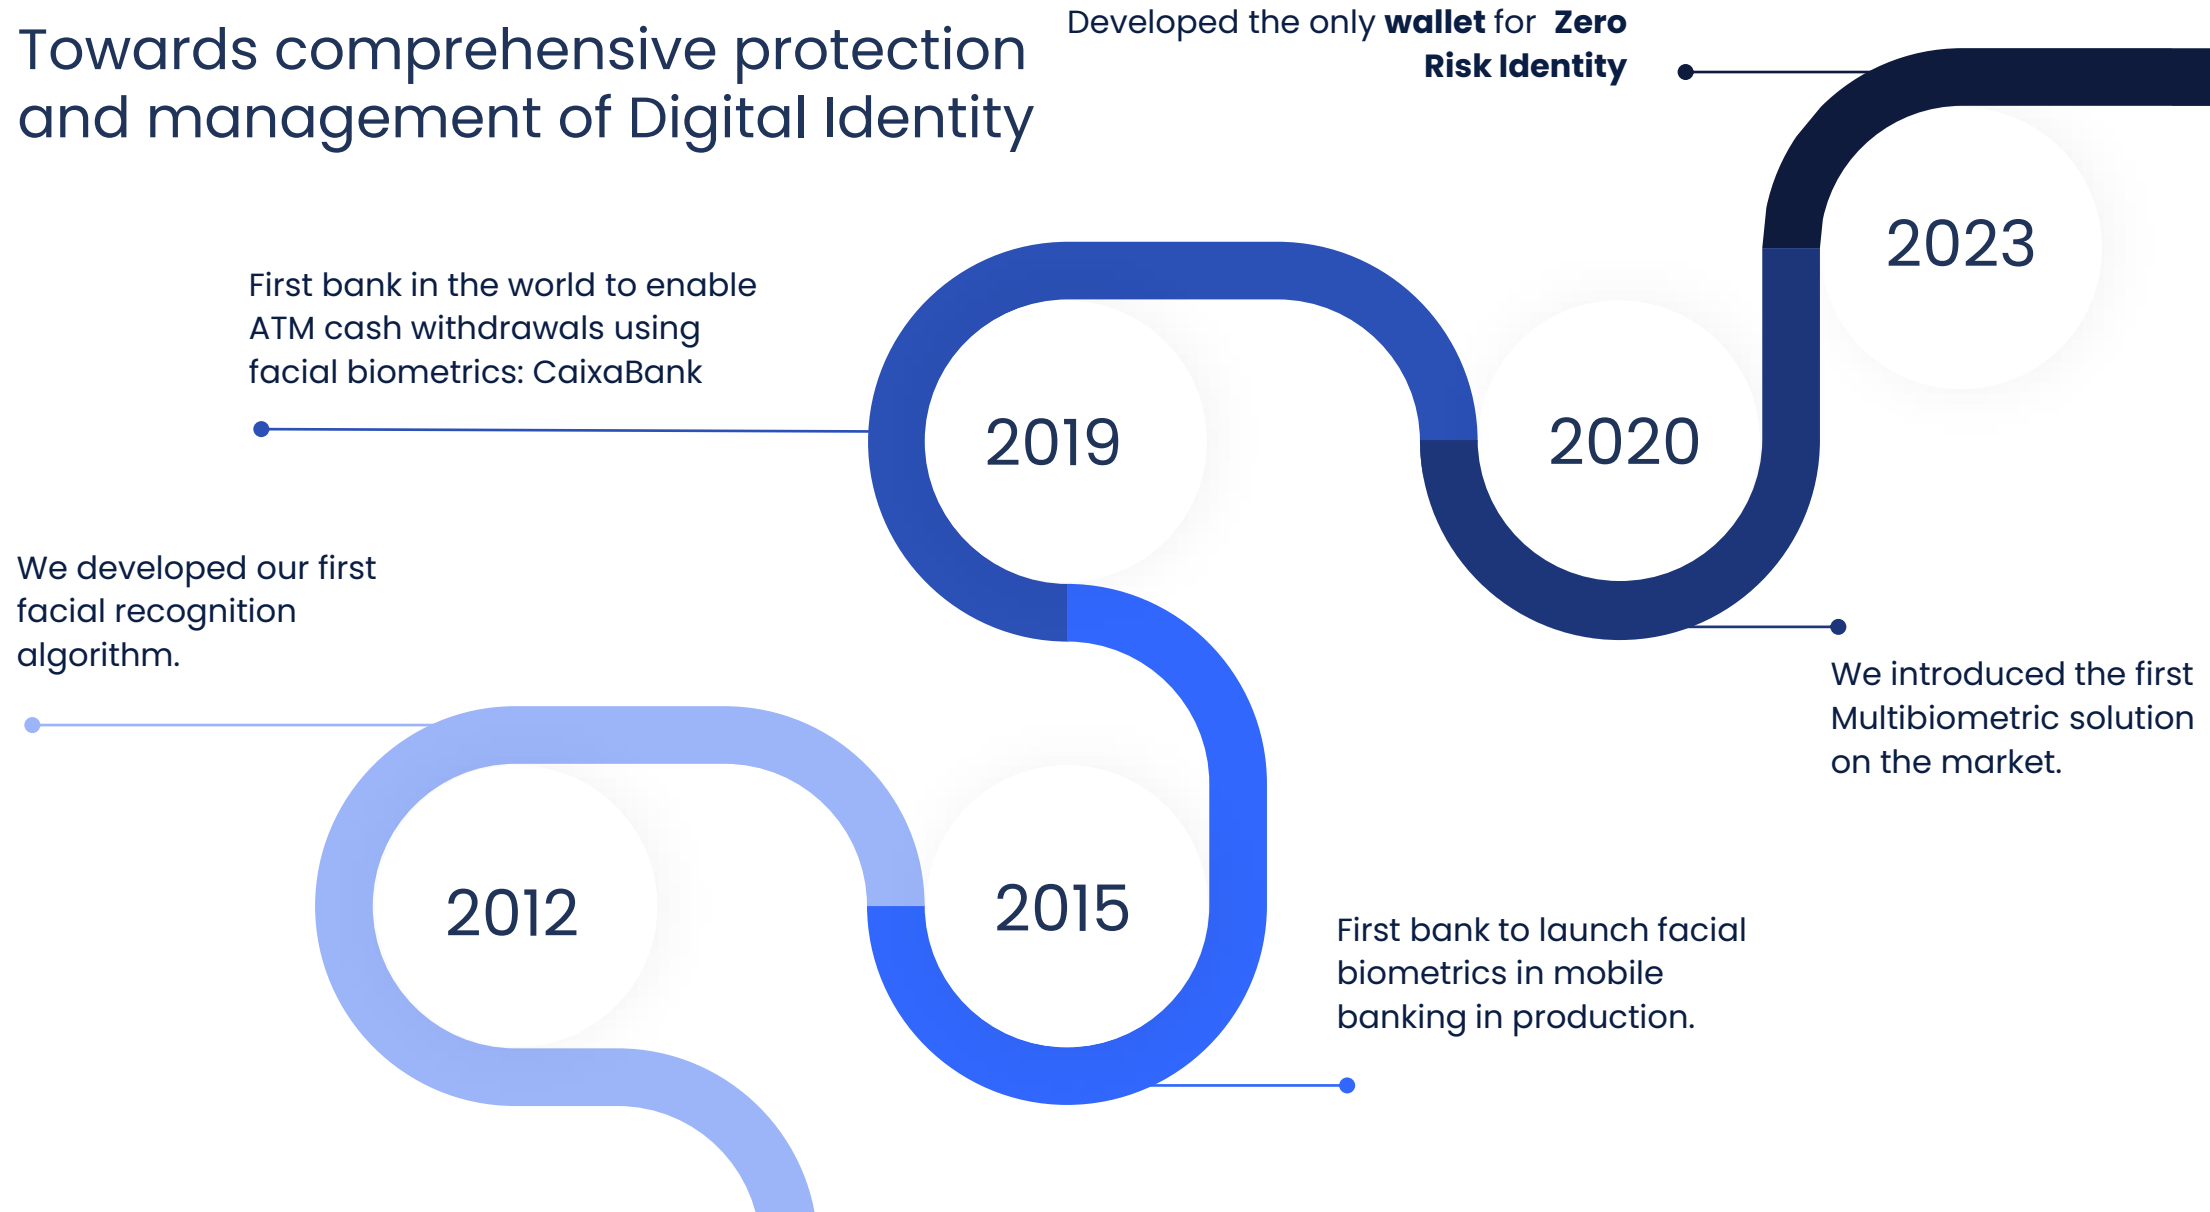 Towards comprehensive protection
and management of Digital Identity
Developed the only wallet for Zero
Risk Identity
2023
First bank in the world to enable
ATM cash withdrawals using
facial biometrics: CaixaBank
2019
2020
We developed our first
facial recognition
algorithm.
We introduced the first
Multibiometric solution
on the market.
2012
2015
First bank to launch facial
biometrics in mobile
banking in production.